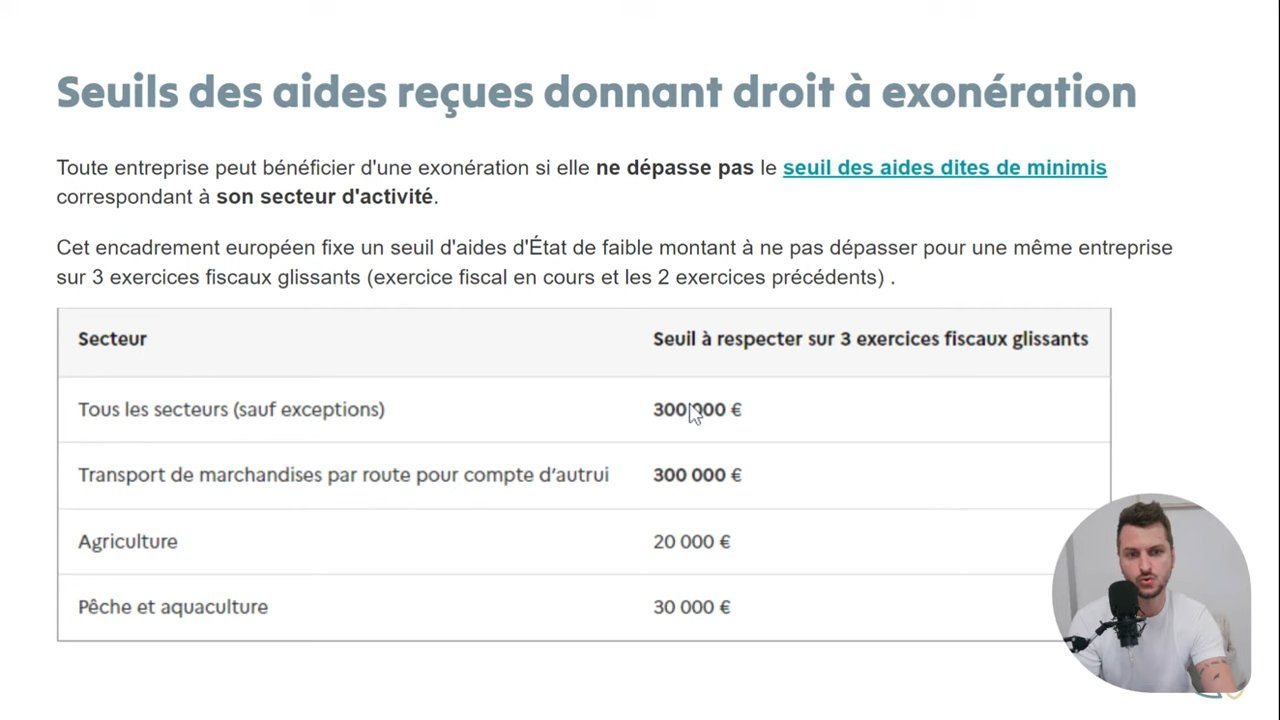 Seuils des aides reçues donnant droit à exonération
Toute entreprise peut bénéficier d'une exonération si elle ne dépasse pas le seuil des aides dites de minimis
correspondant à son secteur d'activité.
Cet encadrement européen fixe un seuil d'aides d'État de faible montant à ne pas dépasser pour une même entreprise
sur 3 exercices fiscaux glissants (exercice fiscal en cours et les 2 exercices précédents) .
Secteur Seuil à respecter sur 3 exercices fiscaux glissants
Tous les secteurs (sauf exceptions) 300 000 €
Transport de marchandises par route pour compte d’autrui 300 000 €
Agriculture 20 000 €
Pêche et aquaculture 30 000 €